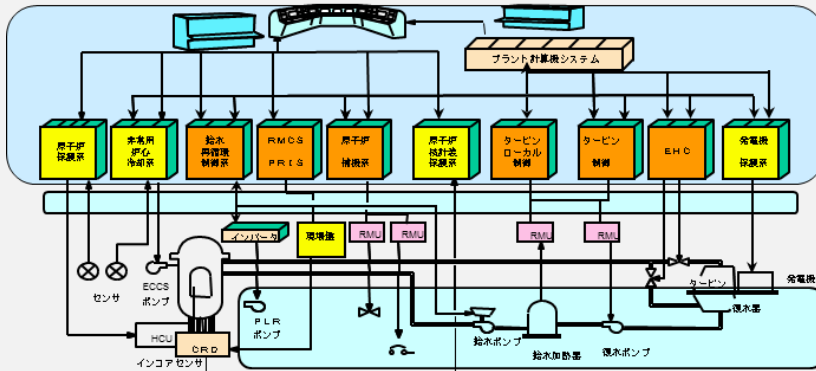 プラント計算機システム
原子炉
保護系
非常用
炉心
冷却系
給水
再循環
制御系
RMCS
PRIS
原子炉
補機系
原子炉
核計装
保護系
タービン
ローカル
制御
タービン
制御
EHC
発電機
保護系
インバータ
現場盤
RMU
RMU
RMU
RMU
センサ
ECCS
ポンプ
PLR
ポンプ
HCU
CRD
インコアセンサ
給水ポンプ
給水加熱器
復水ポンプ
タービン
復水器
発電機